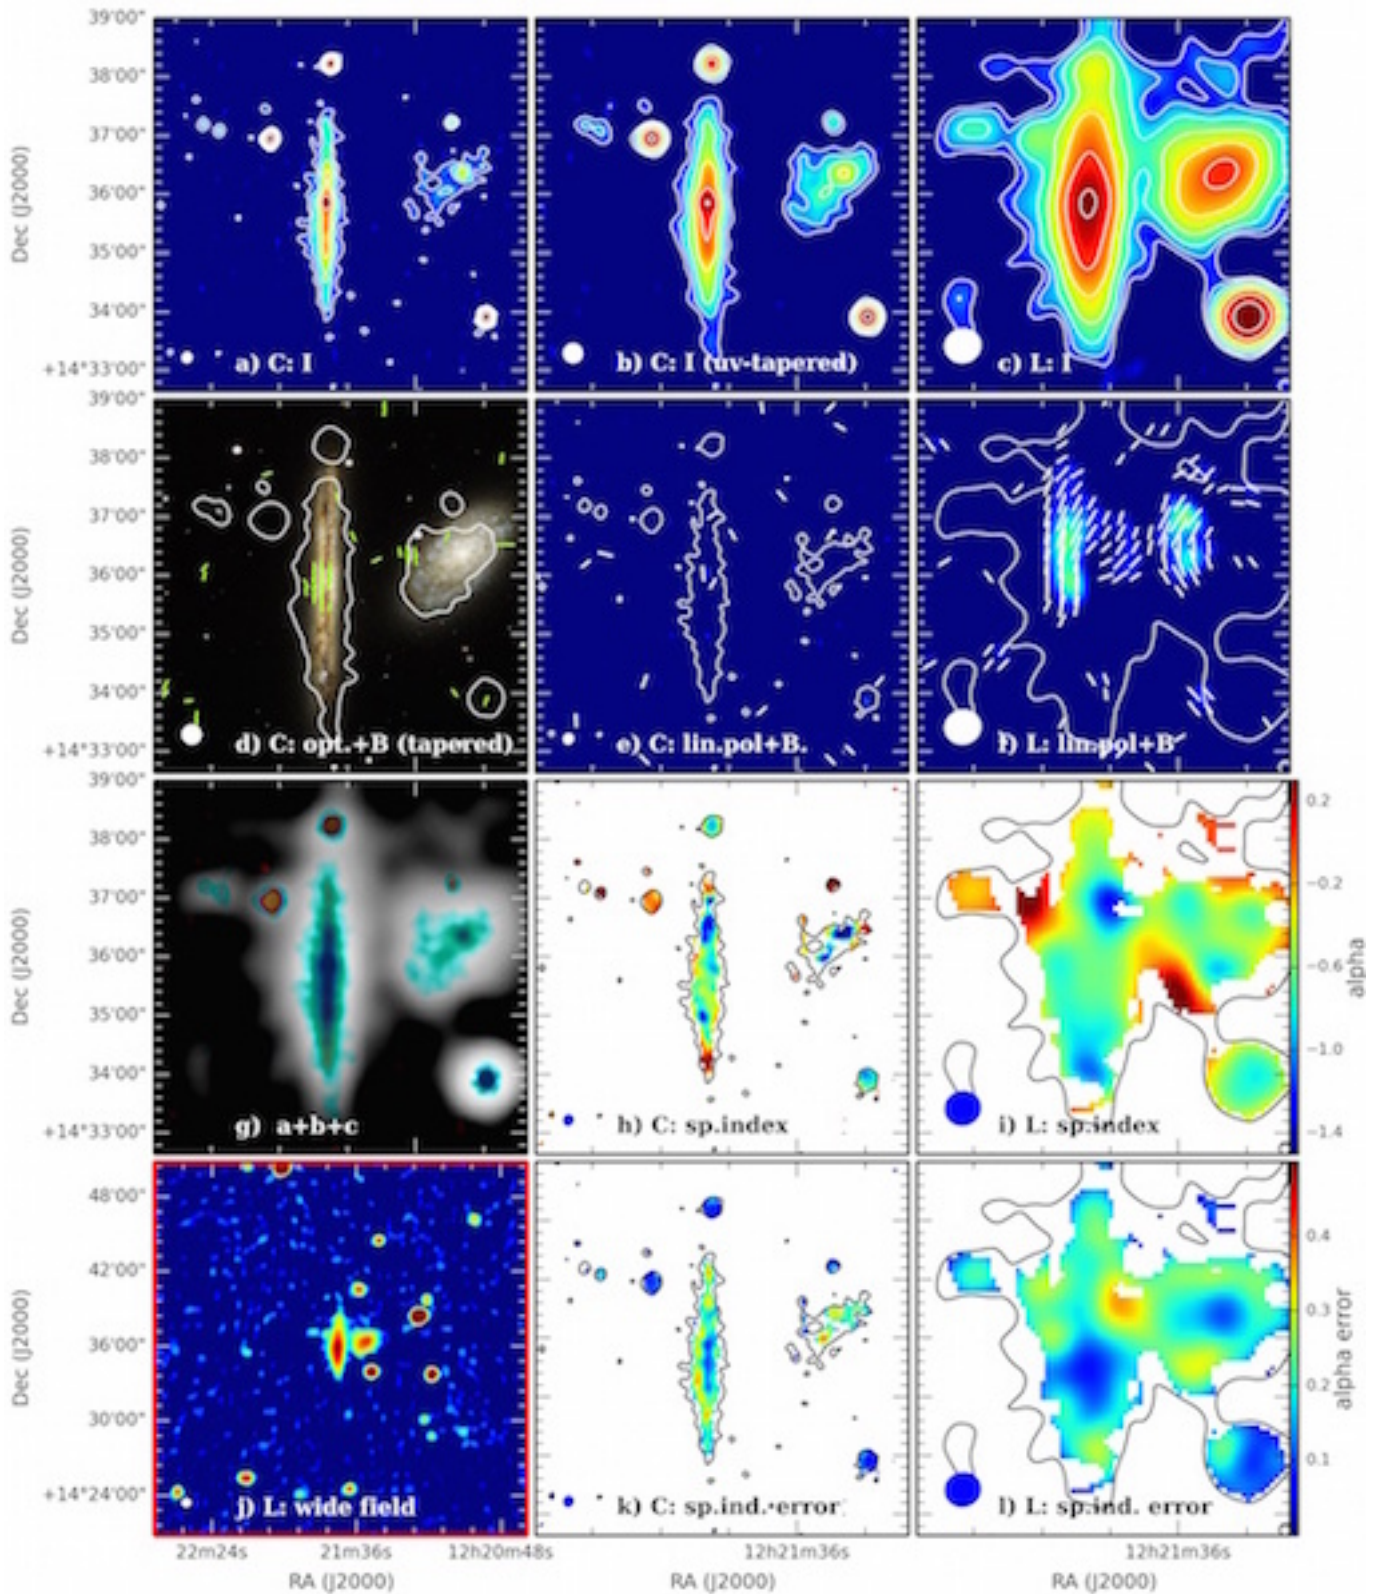 39'00"
38'00"
37'00"
Dec (J2000)
36'00"
35'00"
34'00"
+14°33'00"
a) C: I
b) C: I (uv-tapered)
c) L: I
39'00"
38'00"
37'00"
Dec (J2000)
36'00"
35'00"
34'00"
+14°33'00"
d) C: opt.+B (tapered)
e) C: lin.pol+B.
f) L: lin.pol+B
39'00"
38'00"
37'00"
Dec (J2000)
36'00"
35'00"
34'00"
+14°33'00"
g) a+b+c
h) C: sp.index
i) L: sp.index
0.2
−0.2
−0.6
−1.0
−1.4
alpha
48'00"
42'00"
Dec (J2000)
36'00"
30'00"
+14°24'00"
j) L: wide field
k) C: sp.ind. error
l) L: sp.ind. error
0.4
0.3
0.2
0.1
alpha error
22m24s 21m36s 12h20m48s
12h21m36s
12h21m36s
RA (J2000)
RA (J2000)
RA (J2000)